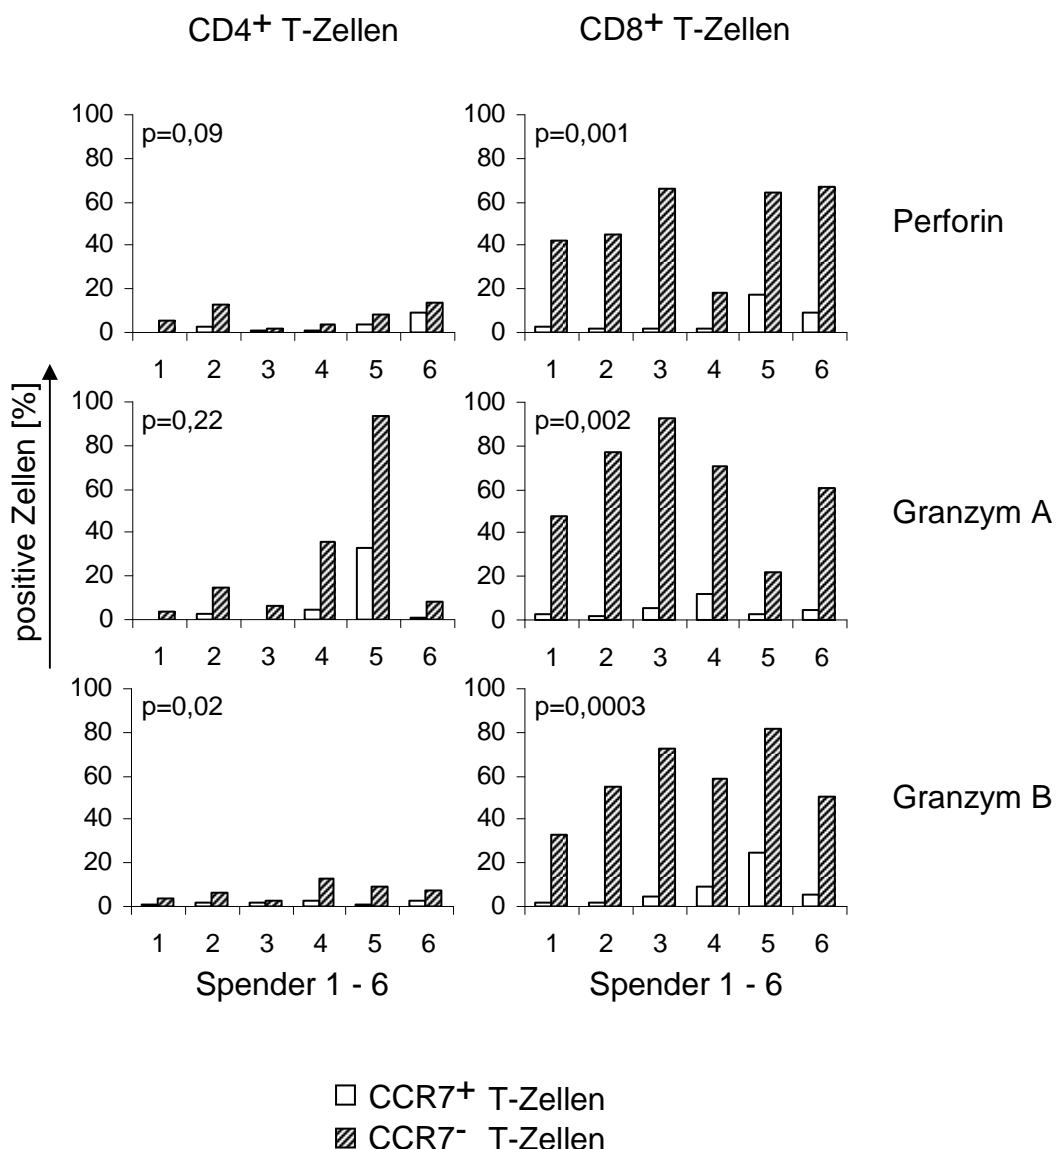 CD4+ T-Zellen CD8+ T-Zellen
100 100
p=0,09 p=0,001
80 80
60 60
Perforin
40 40
20 20
0 0
1 2 3 4 5 6 1 2 3 4 5 6
positive Zellen [%]
100 100
p=0,22 p=0,002
80 80
60 60
Granzym A
40 40
20 20
0 0
1 2 3 4 5 6 1 2 3 4 5 6
100 100
p=0,02 p=0,0003
80 80
60 60
Granzym B
40 40
20 20
0 0
1 2 3 4 5 6 1 2 3 4 5 6
Spender 1 - 6 Spender 1 - 6
CCR7+ T-Zellen
CCR7- T-Zellen